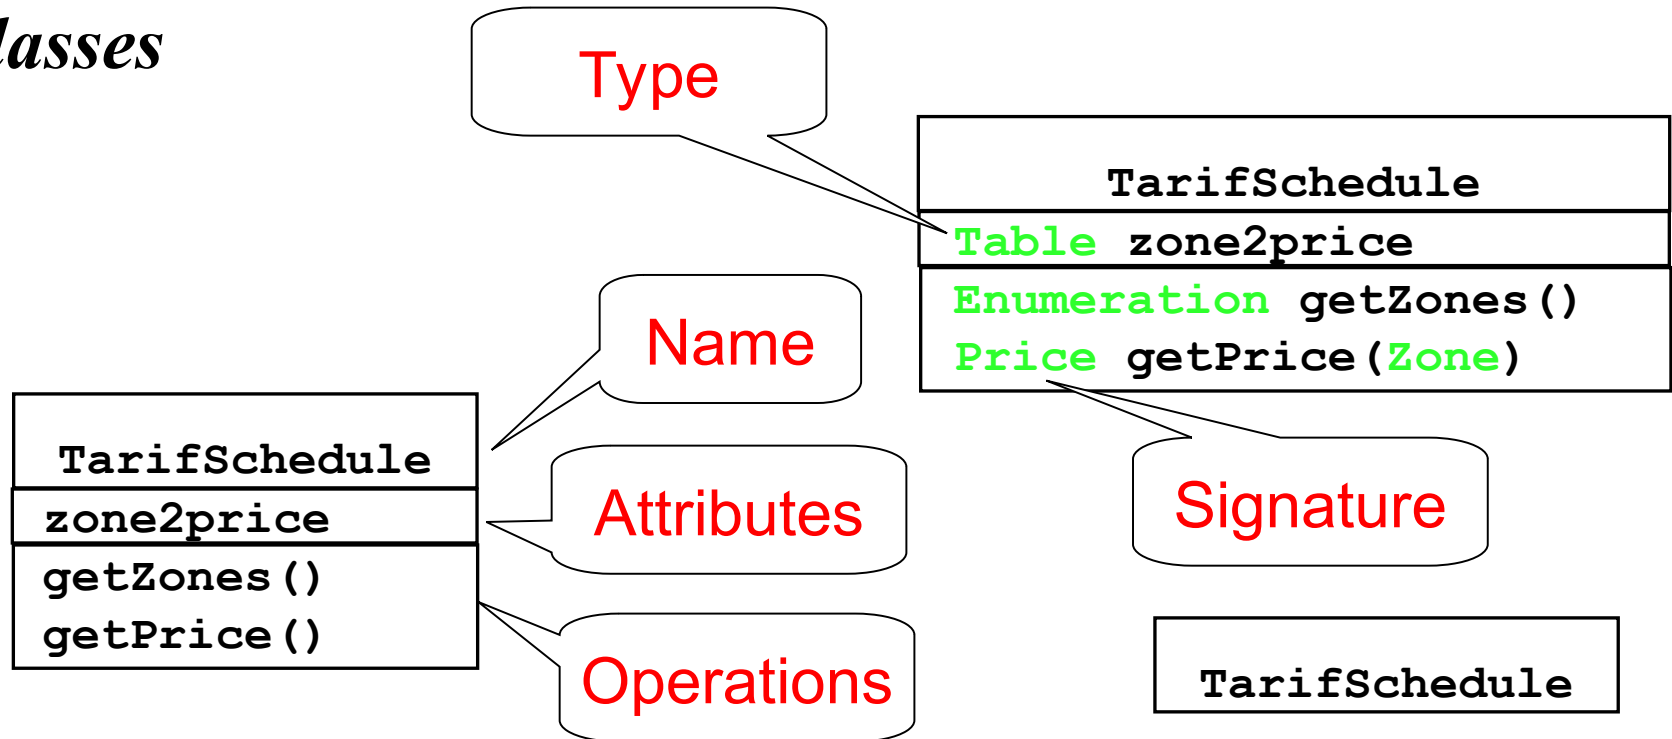 lasses
Type
TarifSchedule
Table zone2price
Enumeration getZones()
Price getPrice(Zone)
Name
TarifSchedule
zone2price
getZones()
getPrice()
Attributes
Signature
Operations
TarifSchedule